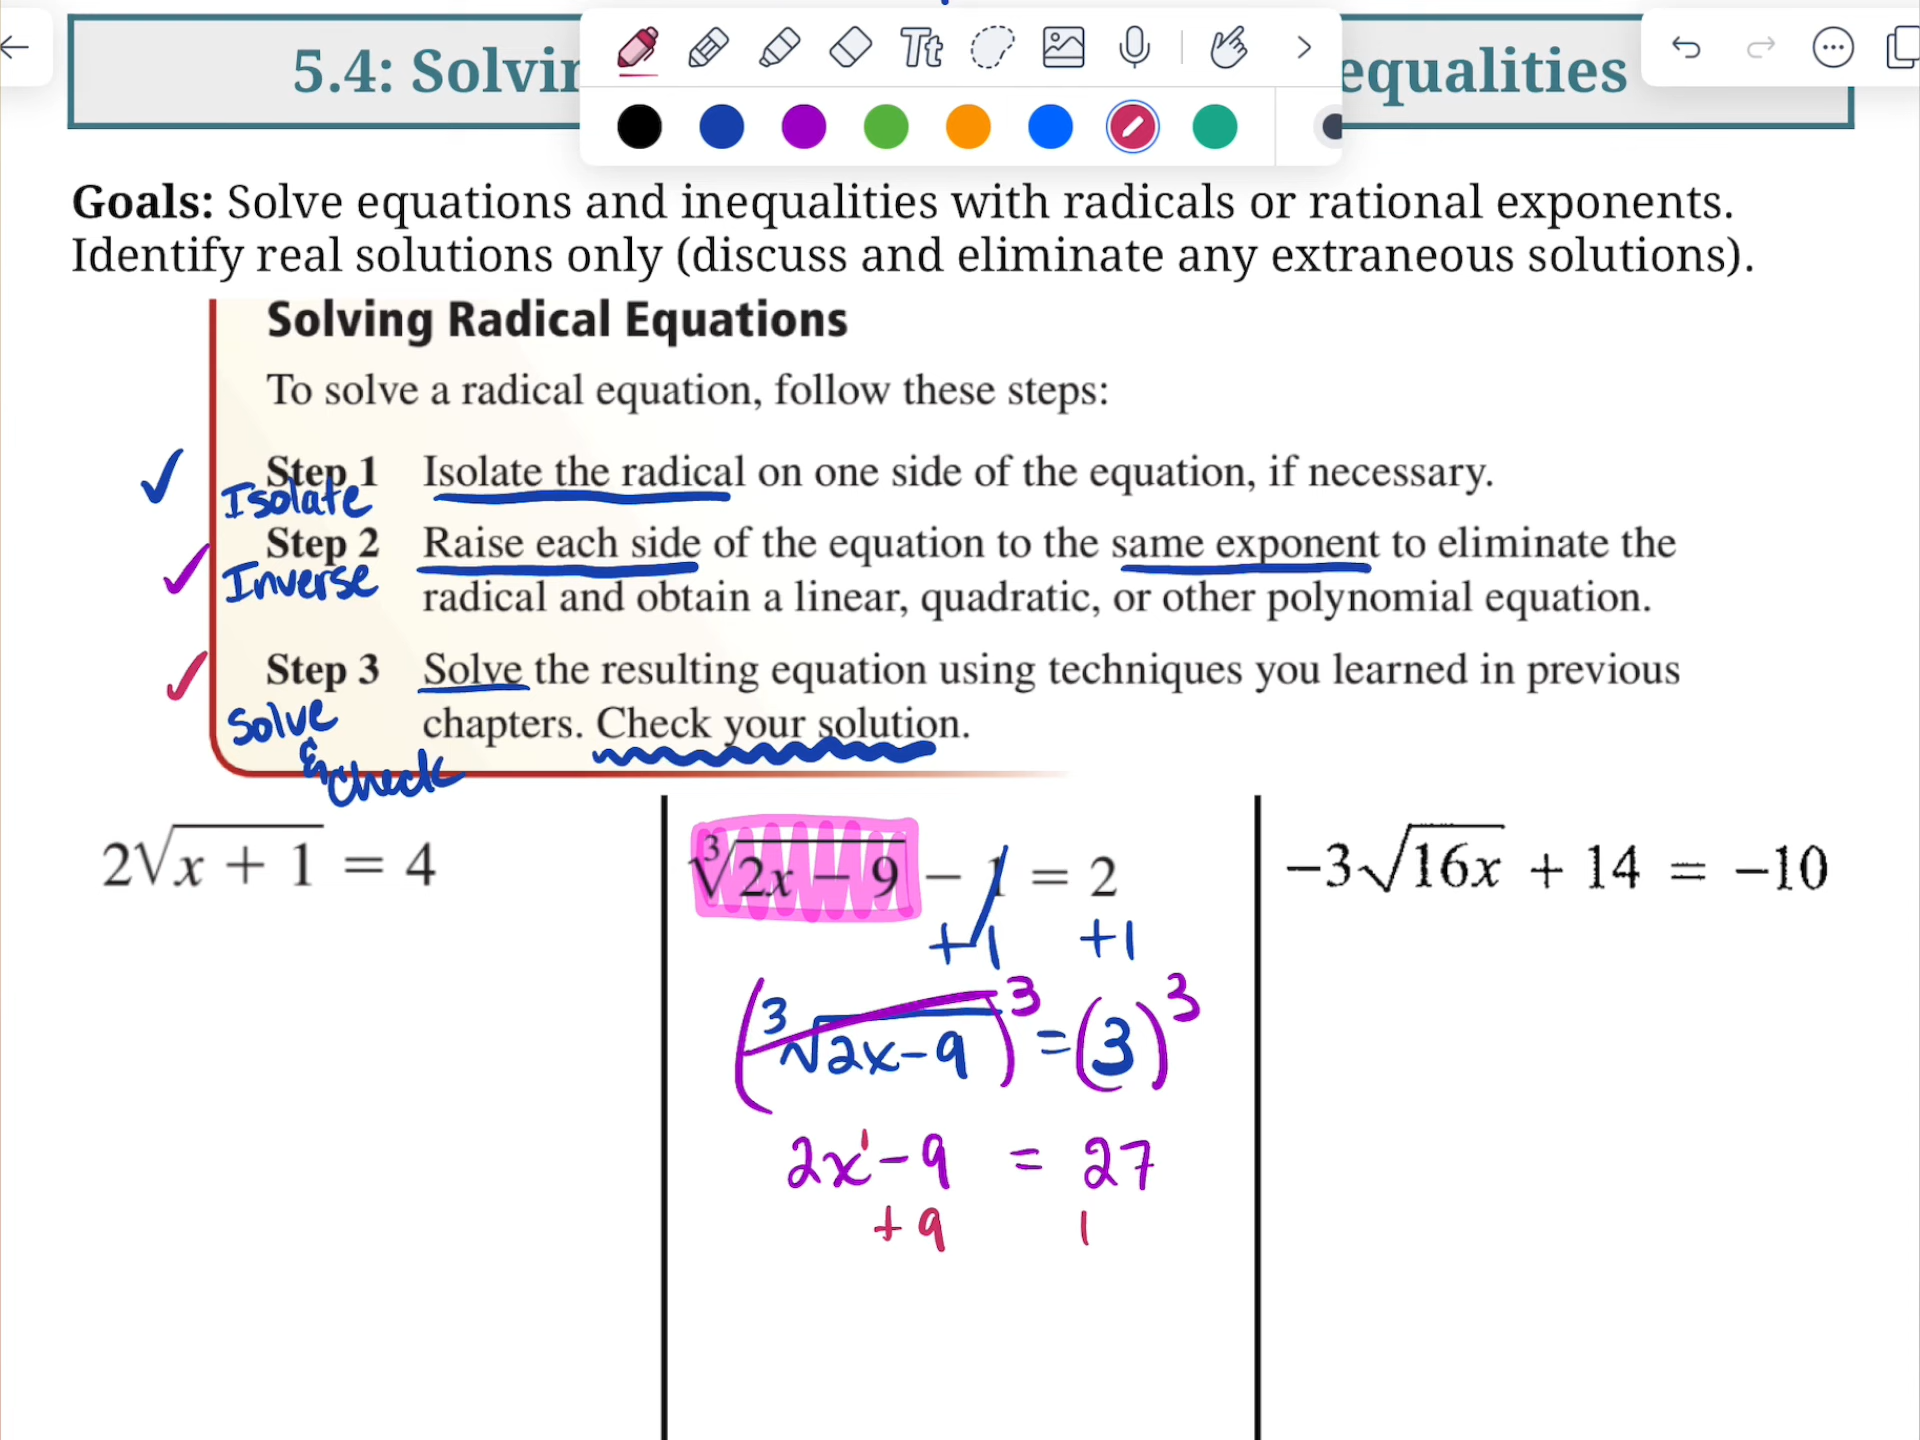 5.4: Solvin equalities
Tt
Goals: Solve equations and inequalities with radicals or rational exponents.
Identify real solutions only (discuss and eliminate any extraneous solutions).
Solving Radical Equations
To solve a radical equation, follow these steps:
✓ Step 1 Isolate the radical on one side of the equation, if necessary.
Isolate
✓ Step 2 Raise each side of the equation to the same exponent to eliminate the
Inverse radical and obtain a linear, quadratic, or other polynomial equation.
✓ Step 3 Solve the resulting equation using techniques you learned in previous
Solve chapters. Check your solution.
& check
2√(x + 1) = 4
∛(2x − 9) − 1 = 2
+1 +1
(∛(2x-9))³ = (3)³
2x¹-9 = 27
+9 1
−3√(16x) + 14 = −10